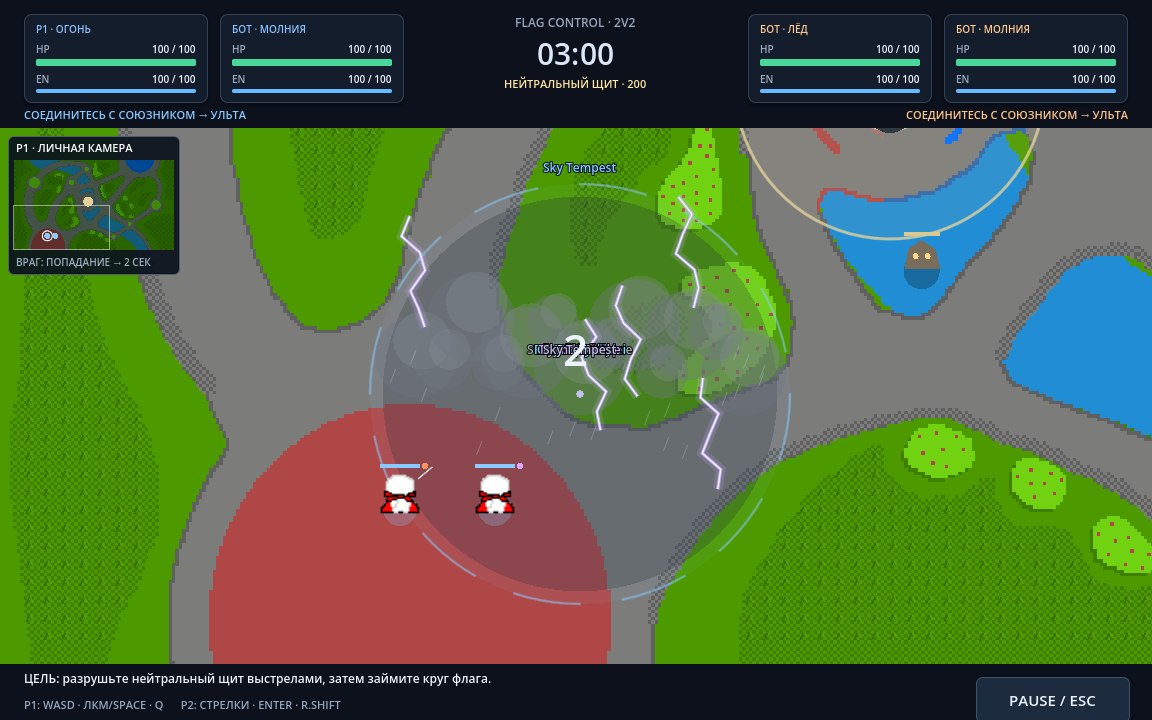 P1 · ОГОНЬ
HP 100 / 100
EN 100 / 100
БОТ · МОЛНИЯ
HP 100 / 100
EN 100 / 100
FLAG CONTROL · 2V2
03:00
НЕЙТРАЛЬНЫЙ ЩИТ · 200
БОТ · ЛЁД
HP 100 / 100
EN 100 / 100
БОТ · МОЛНИЯ
HP 100 / 100
EN 100 / 100
СОЕДИНИТЕСЬ С СОЮЗНИКОМ → УЛЬТА
СОЕДИНИТЕСЬ С СОЮЗНИКОМ → УЛЬТА
P1 · ЛИЧНАЯ КАМЕРА
ВРАГ: ПОПАДАНИЕ → 2 СЕК
Sky Tempest
Sky Tempest
2
ЦЕЛЬ: разрушьте нейтральный щит выстрелами, затем займите круг флага.
P1: WASD · ЛКМ/SPACE · Q P2: СТРЕЛКИ · ENTER · R.SHIFT
PAUSE / ESC